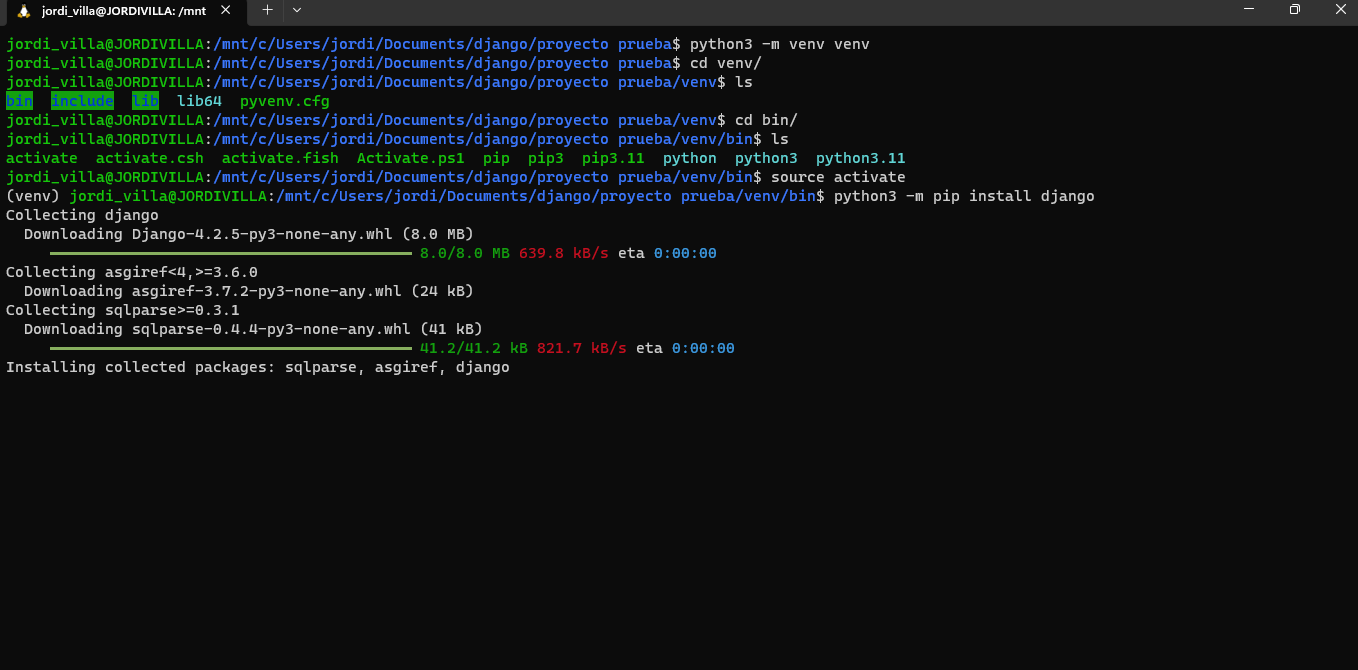 jordi_villa@JORDIVILLA: /mnt
jordi_villa@JORDIVILLA:/mnt/c/Users/jordi/Documents/django/proyecto prueba$ python3 -m venv venv
jordi_villa@JORDIVILLA:/mnt/c/Users/jordi/Documents/django/proyecto prueba$ cd venv/
jordi_villa@JORDIVILLA:/mnt/c/Users/jordi/Documents/django/proyecto prueba/venv$ ls
bin  include  lib  lib64  pyvenv.cfg
jordi_villa@JORDIVILLA:/mnt/c/Users/jordi/Documents/django/proyecto prueba/venv$ cd bin/
jordi_villa@JORDIVILLA:/mnt/c/Users/jordi/Documents/django/proyecto prueba/venv/bin$ ls
activate  activate.csh  activate.fish  Activate.ps1  pip  pip3  pip3.11  python  python3  python3.11
jordi_villa@JORDIVILLA:/mnt/c/Users/jordi/Documents/django/proyecto prueba/venv/bin$ source activate
(venv) jordi_villa@JORDIVILLA:/mnt/c/Users/jordi/Documents/django/proyecto prueba/venv/bin$ python3 -m pip install django
Collecting django
  Downloading Django-4.2.5-py3-none-any.whl (8.0 MB)
8.0/8.0 MB 639.8 kB/s eta 0:00:00
Collecting asgiref<4,>=3.6.0
  Downloading asgiref-3.7.2-py3-none-any.whl (24 kB)
Collecting sqlparse>=0.3.1
  Downloading sqlparse-0.4.4-py3-none-any.whl (41 kB)
41.2/41.2 kB 821.7 kB/s eta 0:00:00
Installing collected packages: sqlparse, asgiref, django